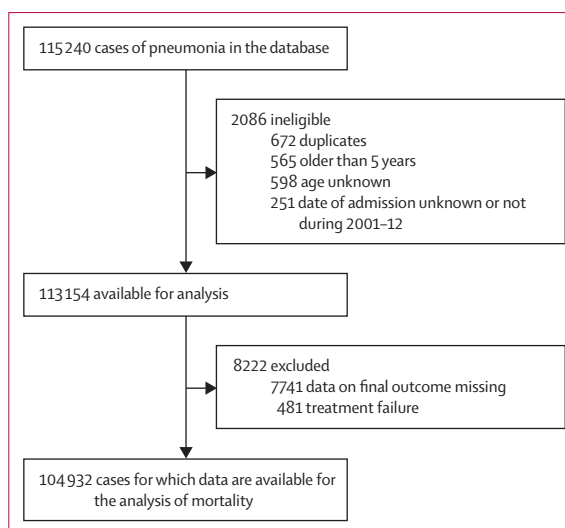 115 240 cases of pneumonia in the database
2086 ineligible
672 duplicates
565 older than 5 years
598 age unknown
251 date of admission unknown or not
during 2001–12
113 154 available for analysis
8222 excluded
7741 data on final outcome missing
481 treatment failure
104 932 cases for which data are available for
the analysis of mortality